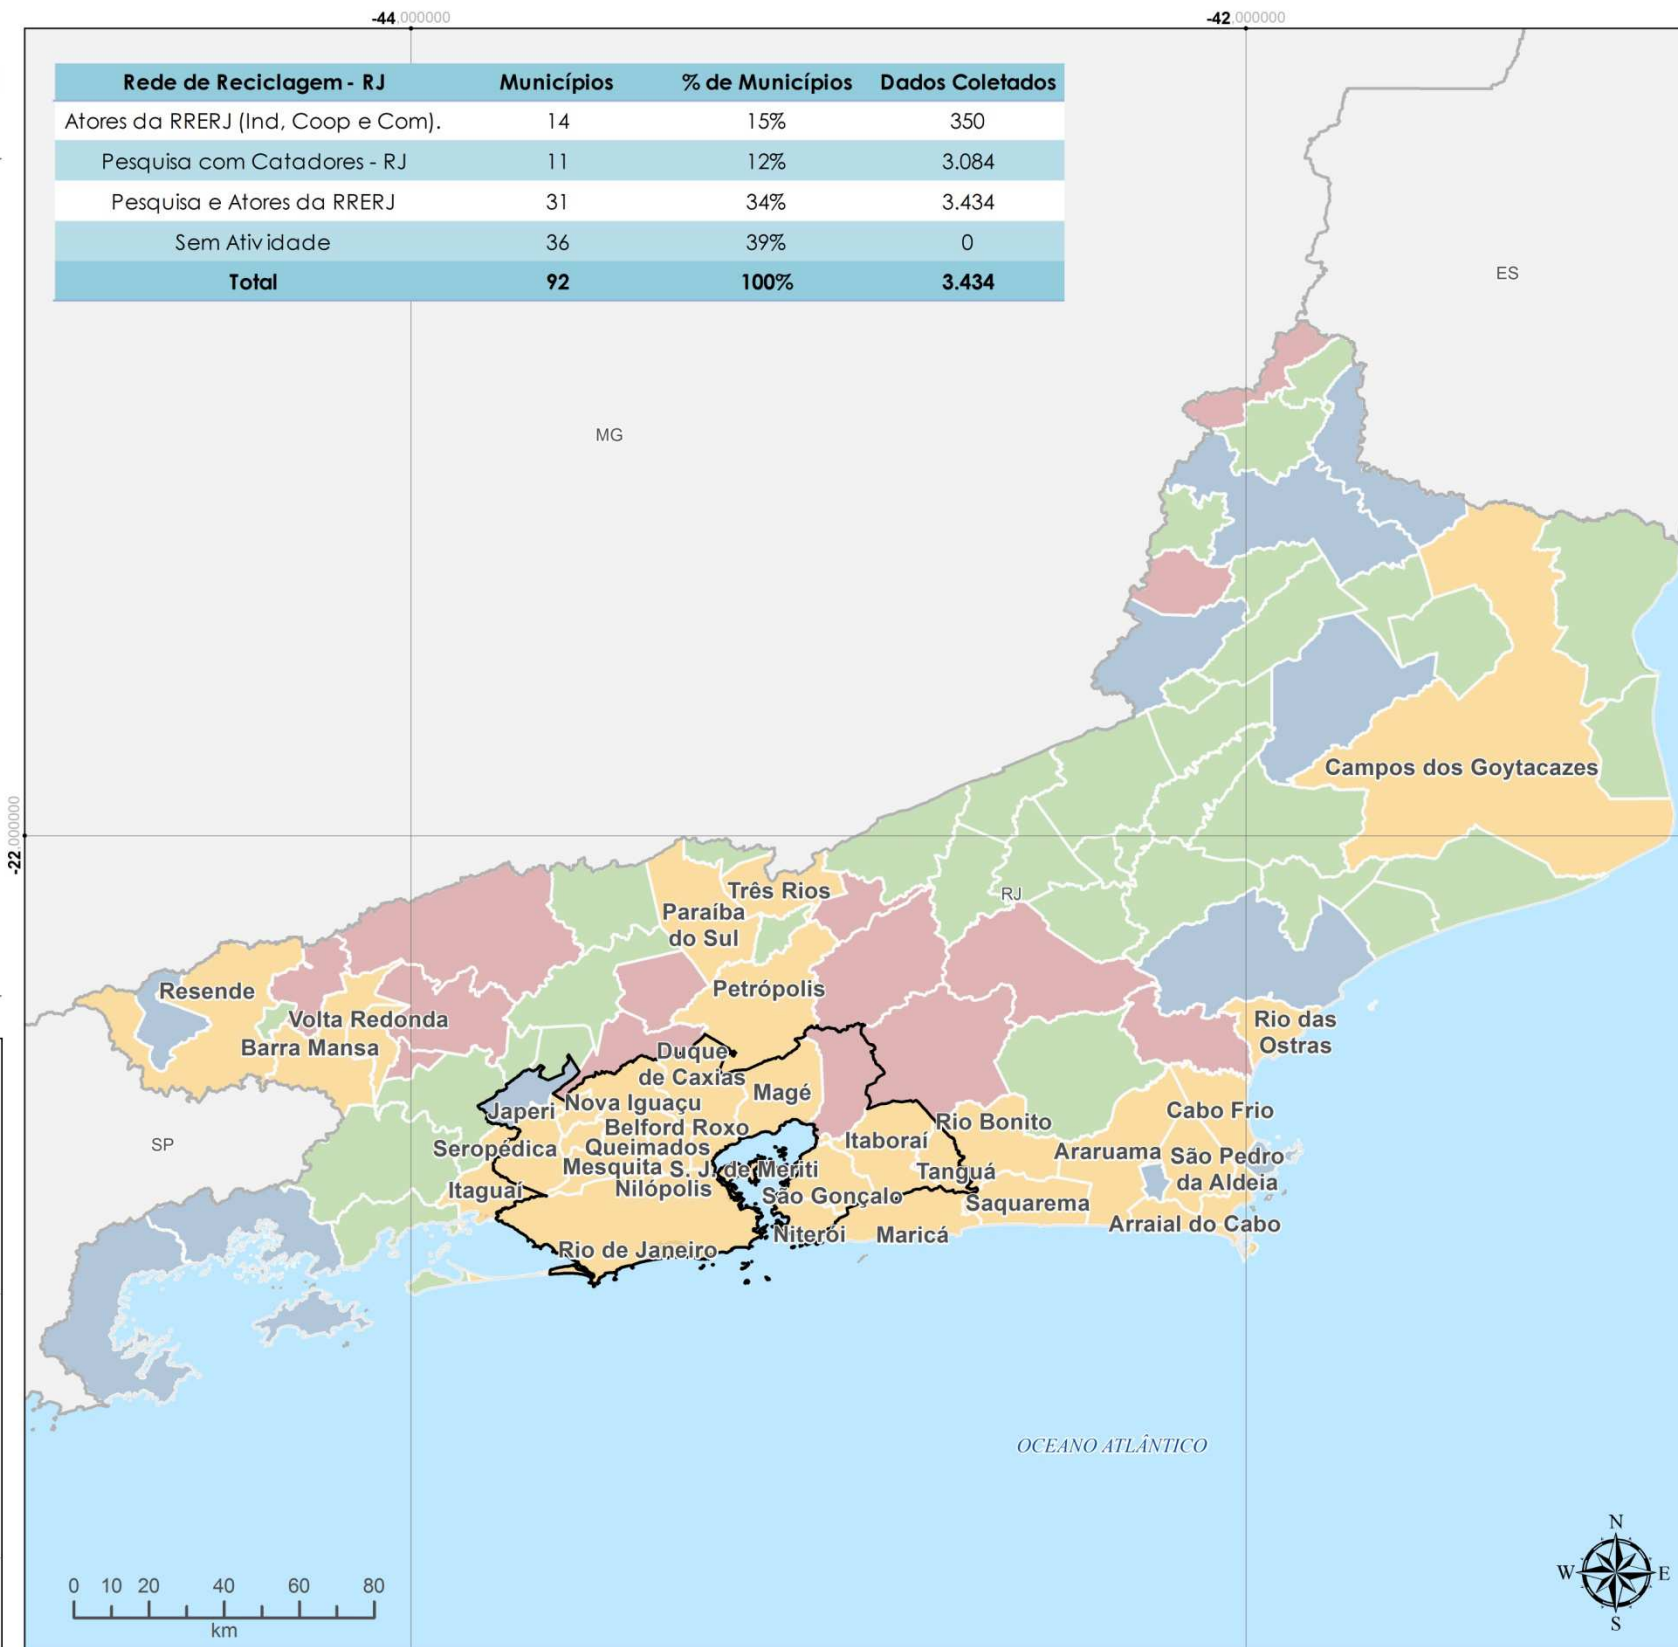 -44,000000
-42,000000
Rede de Reciclagem - RJ Municípios % de Municípios Dados Coletados
Atores da RRERJ (Ind, Coop e Com). 14 15% 350
Pesquisa com Catadores - RJ 11 12% 3.084
Pesquisa e Atores da RRERJ 31 34% 3.434
Sem Atividade 36 39% 0
Total 92 100% 3.434
ES
MG
Campos dos Goytacazes
-22,000000
RJ
Três Rios
Paraíba
do Sul
Resende
Petrópolis
Volta Redonda
Rio das
Ostras
Barra Mansa
Duque
de Caxias
Magé
Japeri
Nova Iguaçu
Cabo Frio
Rio Bonito
Belford Roxo
SP
Seropédica
Queimados
Itaboraí
Araruama
São Pedro
da Aldeia
Mesquita
S. J. de Meriti
Tanguá
Itaguaí
Nilópolis
São Gonçalo
Saquarema
Arraial do Cabo
Niterói
Maricá
Rio de Janeiro
OCEANO ATLÂNTICO
N
W
E
S
0 10 20 40 60 80
km